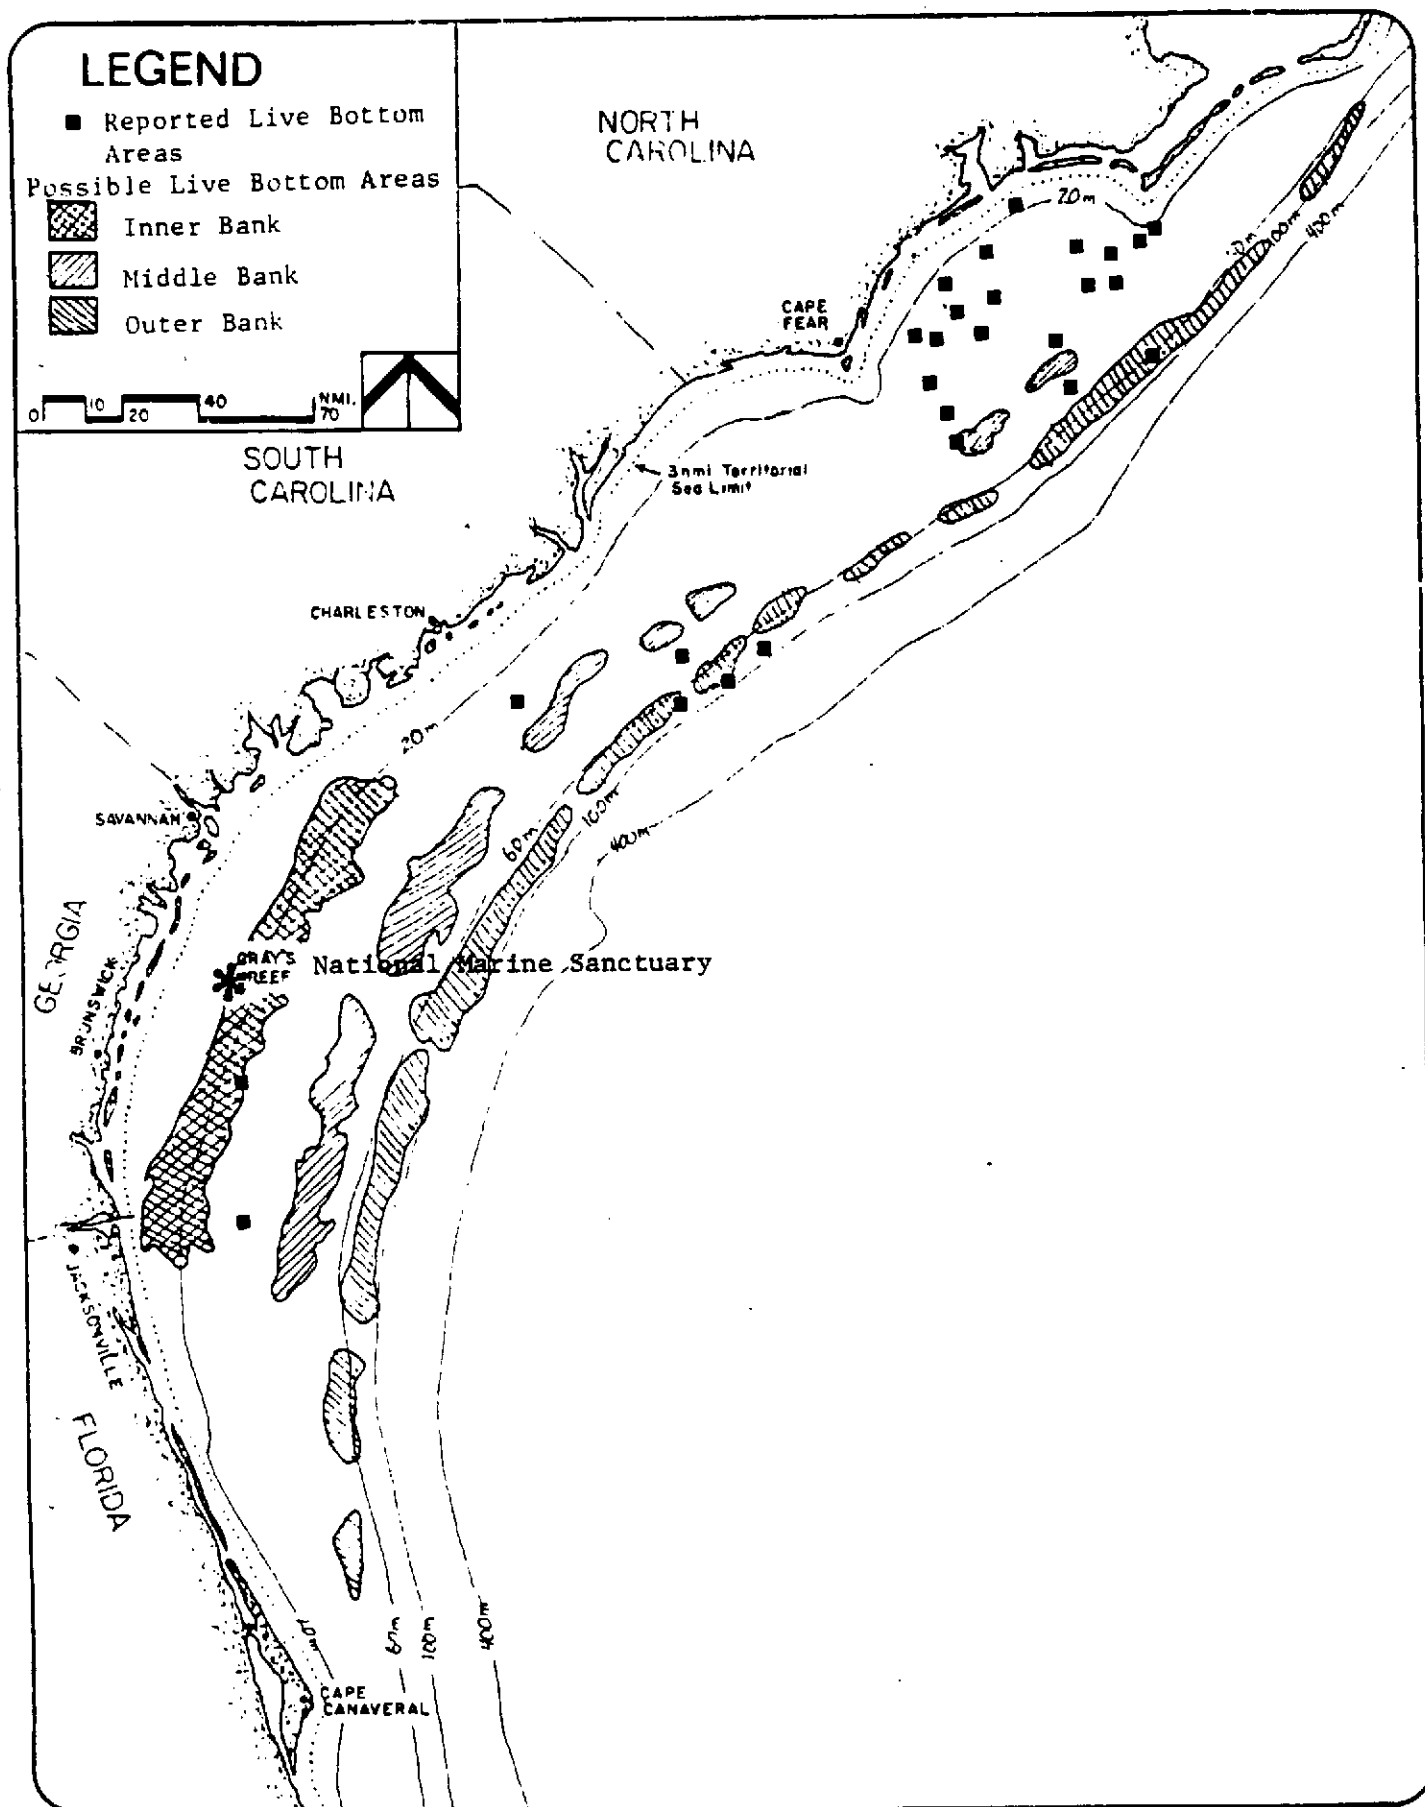 LEGEND
■ Reported Live Bottom
Areas
Possible Live Bottom Areas
Inner Bank
Middle Bank
Outer Bank
0 10 20 40 NMI. 70
NORTH
CAROLINA
20m
100m
400m
CAPE
FEAR
SOUTH
CAROLINA
3nmi Territorial
Sea Limit
CHARLESTON
20m
SAVANNAH
60m
100m
400m
GEORGIA
GRAY'S
REEF
National Marine Sanctuary
BRUNSWICK
JACKSONVILLE
FLORIDA
100m
400m
CAPE
CANAVERAL